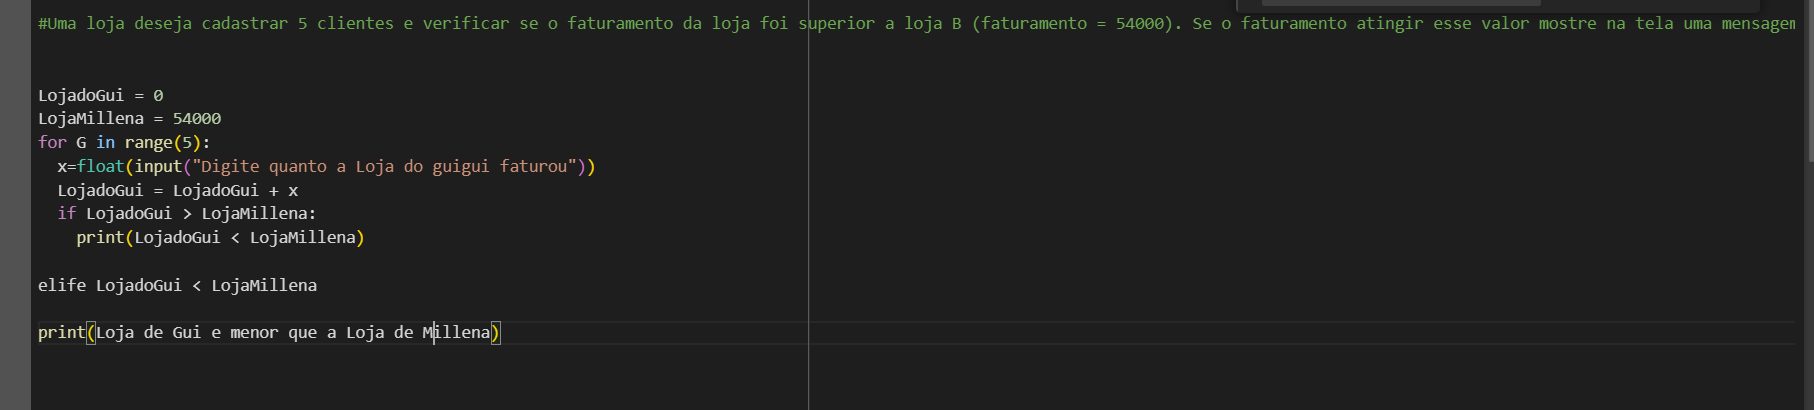 #Uma loja deseja cadastrar 5 clientes e verificar se o faturamento da loja foi superior a loja B (faturamento = 54000). Se o faturamento atingir esse valor mostre na tela uma mensagem
LojadoGui = 0
LojaMillena = 54000
for G in range(5):
  x=float(input("Digite quanto a Loja do guigui faturou"))
  LojadoGui = LojadoGui + x
  if LojadoGui > LojaMillena:
    print(LojadoGui < LojaMillena)
elife LojadoGui < LojaMillena
print(Loja de Gui e menor que a Loja de Millena)